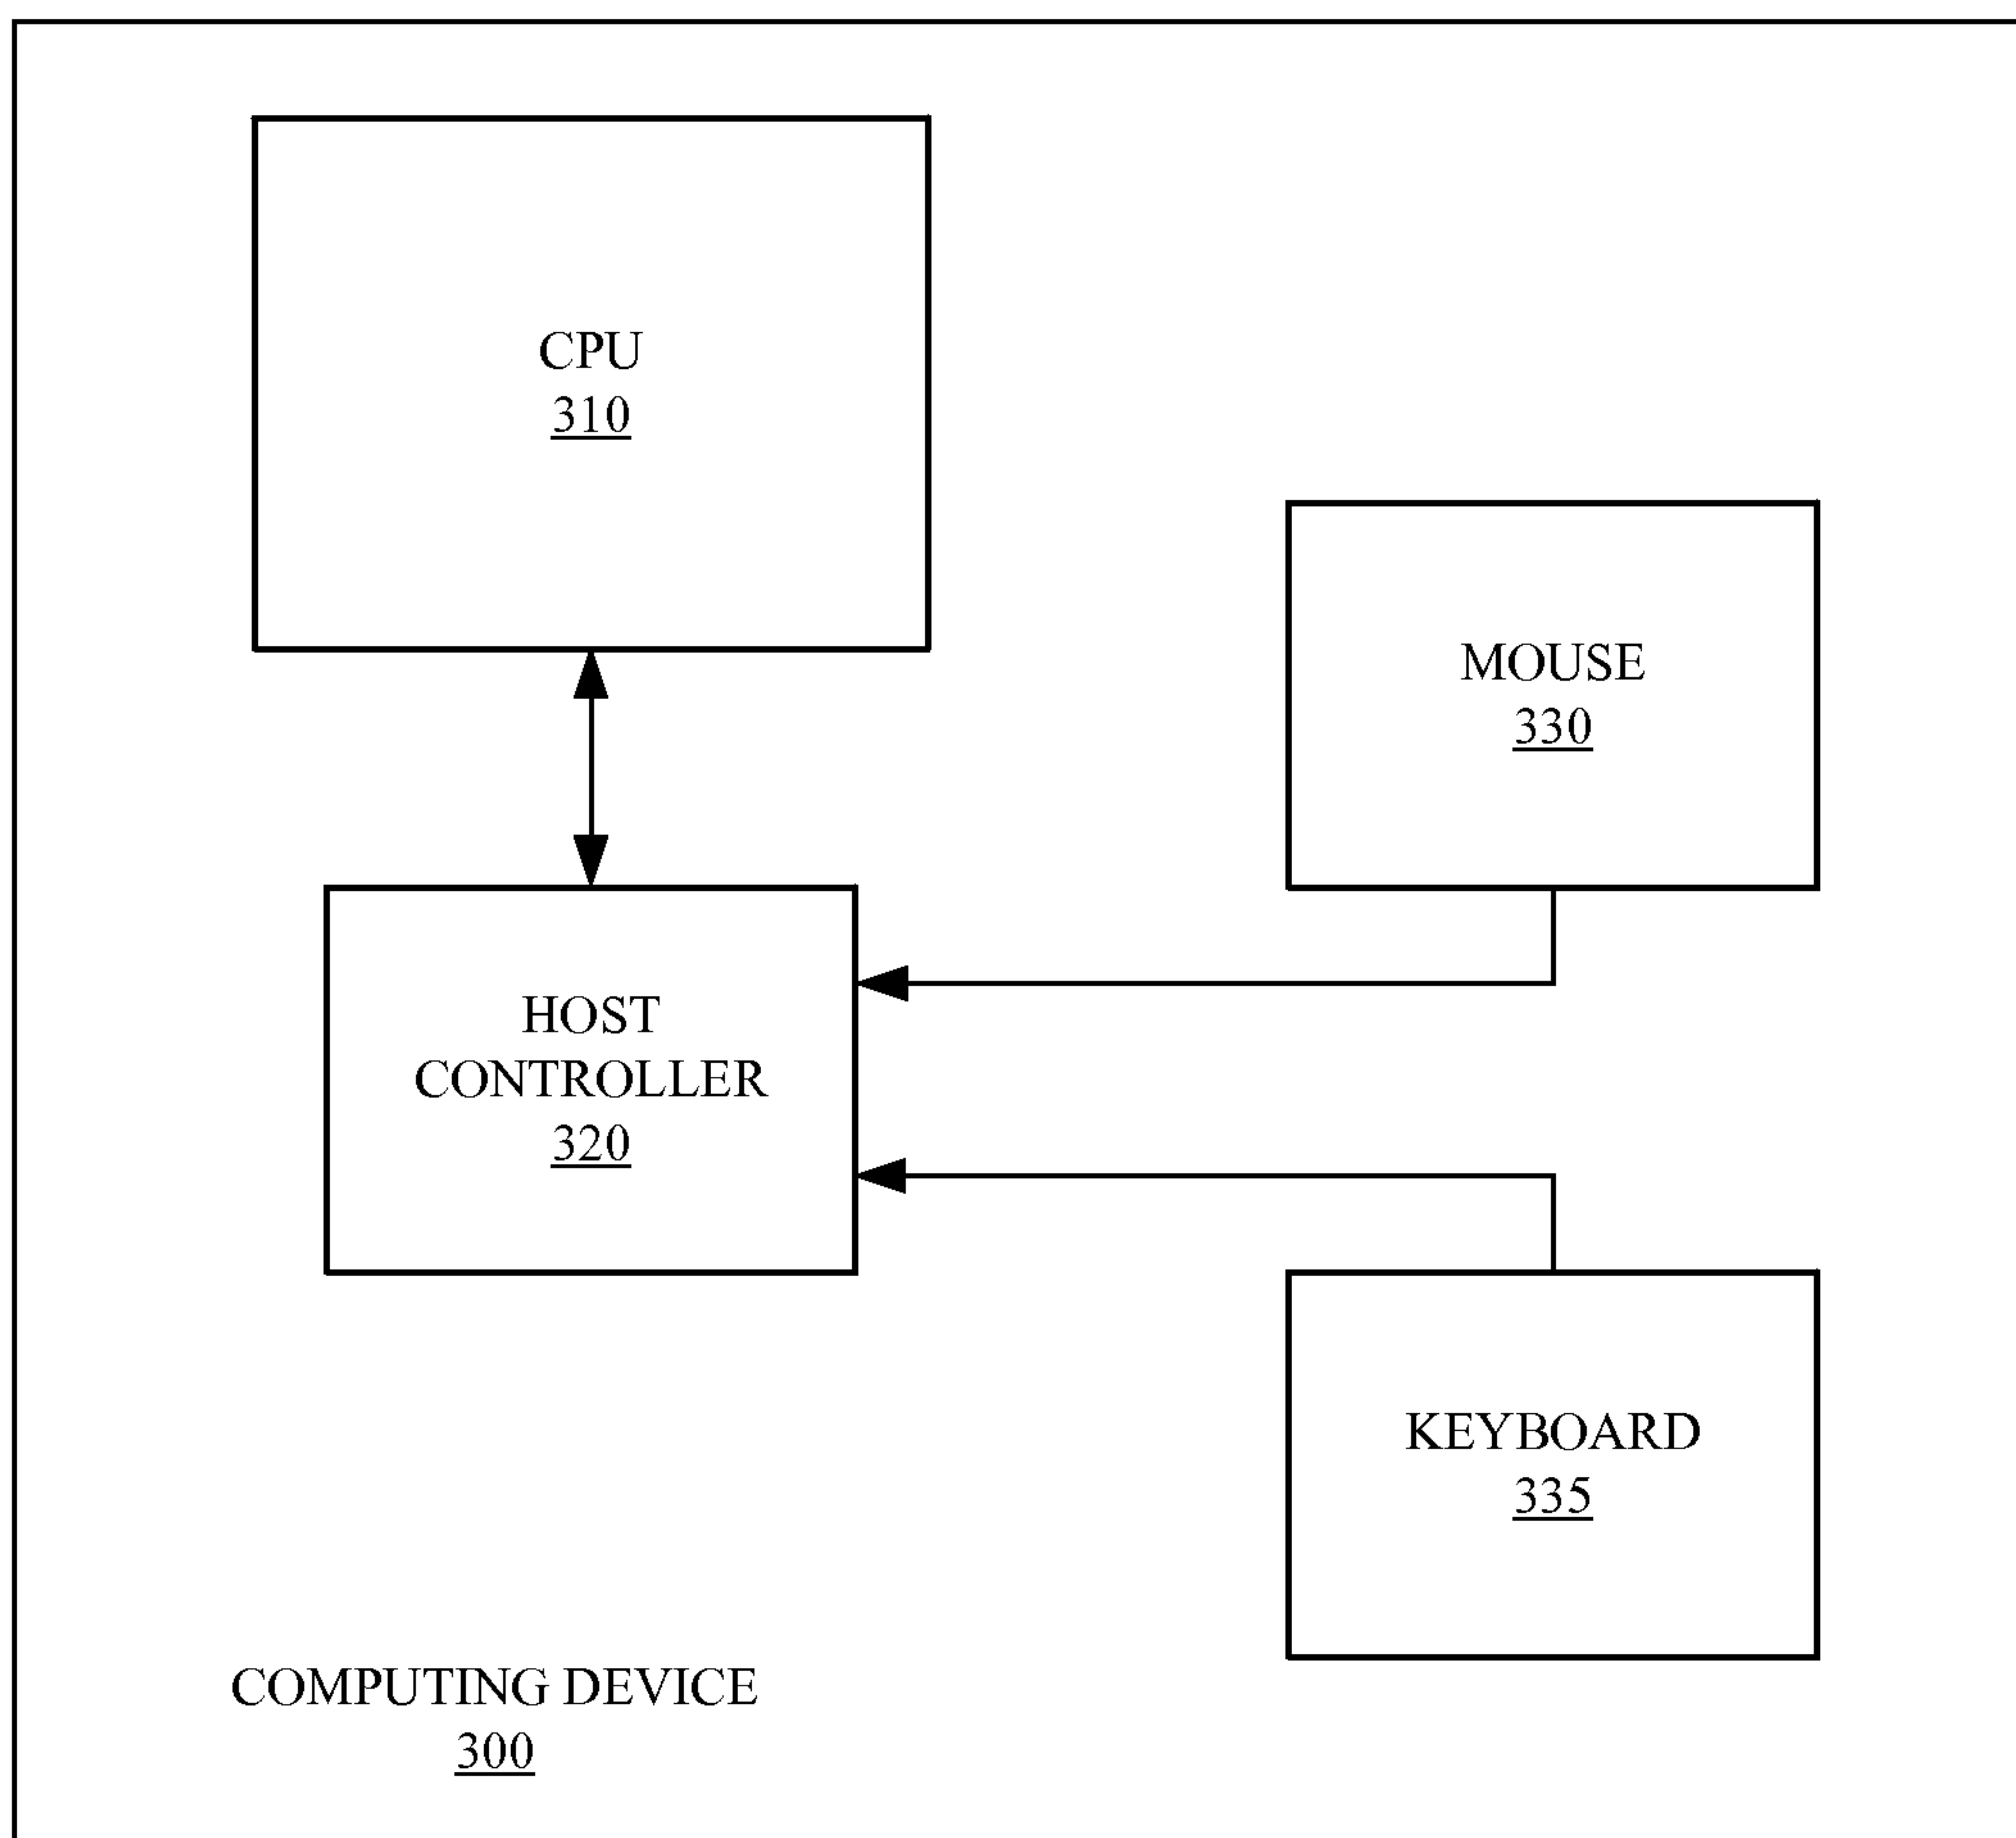 CPU
310
MOUSE
330
HOST
CONTROLLER
320
KEYBOARD
335
COMPUTING DEVICE
300